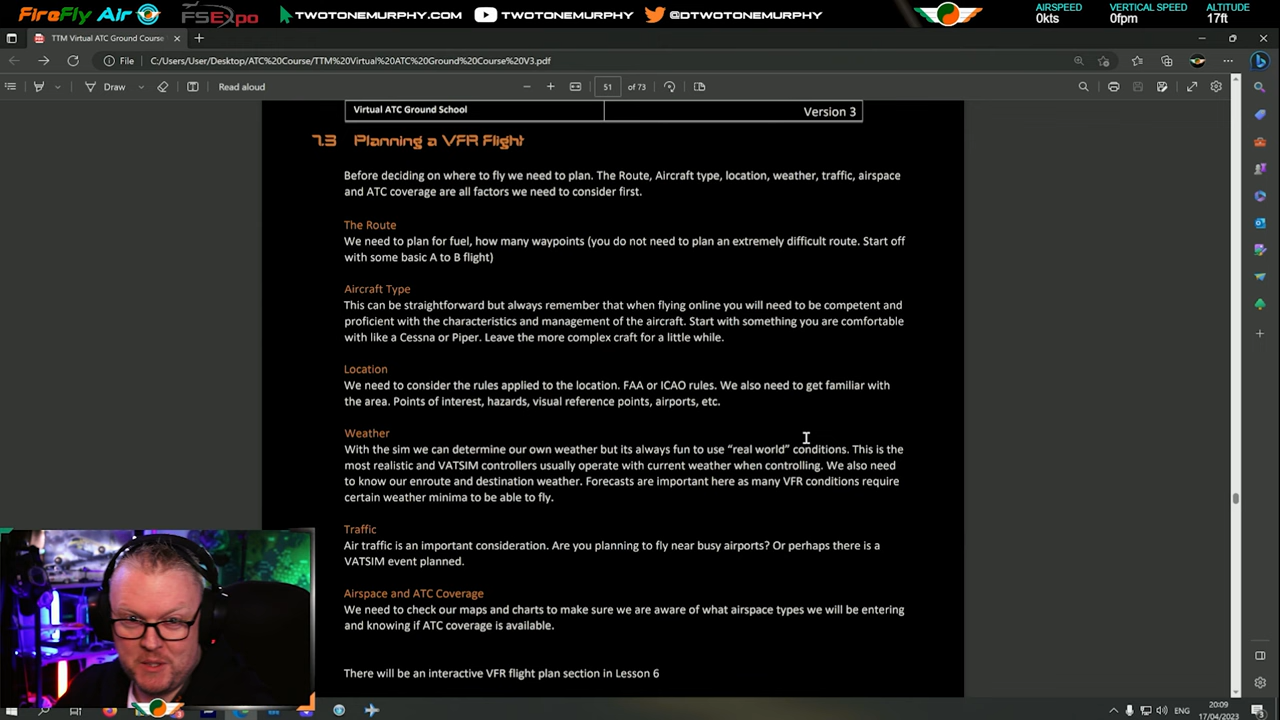 FireFly Air FSExpo TWOTONEMURPHY.COM TWOTONEMURPHY @DTWOTONEMURPHY AIRSPEED VERTICAL SPEED ALTITUDE
0kts 0fpm 17ft
TTM Virtual ATC Ground Course
File C:/Users/User/Desktop/ATC%20Course/TTM%20Virtual%20ATC%20Ground%20Course%20V3.pdf
Draw Read aloud 51 of 73
Virtual ATC Ground School Version 3
7.3 Planning a VFR Flight
Before deciding on where to fly we need to plan. The Route, Aircraft type, location, weather, traffic, airspace
and ATC coverage are all factors we need to consider first.
The Route
We need to plan for fuel, how many waypoints (you do not need to plan an extremely difficult route. Start off
with some basic A to B flight)
Aircraft Type
This can be straightforward but always remember that when flying online you will need to be competent and
proficient with the characteristics and management of the aircraft. Start with something you are comfortable
with like a Cessna or Piper. Leave the more complex craft for a little while.
Location
We need to consider the rules applied to the location. FAA or ICAO rules. We also need to get familiar with
the area. Points of interest, hazards, visual reference points, airports, etc.
Weather
With the sim we can determine our own weather but its always fun to use “real world” conditions. This is the
most realistic and VATSIM controllers usually operate with current weather when controlling. We also need
to know our enroute and destination weather. Forecasts are important here as many VFR conditions require
certain weather minima to be able to fly.
Traffic
Air traffic is an important consideration. Are you planning to fly near busy airports? Or perhaps there is a
VATSIM event planned.
Airspace and ATC Coverage
We need to check our maps and charts to make sure we are aware of what airspace types we will be entering
and knowing if ATC coverage is available.
There will be an interactive VFR flight plan section in Lesson 6
ENG 20:09
17/04/2023